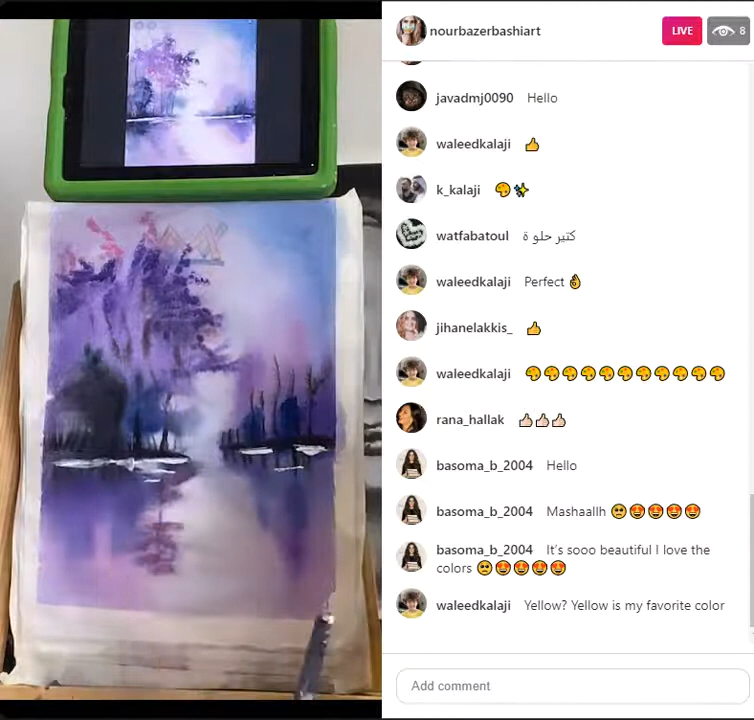 nourbazerbashiart
LIVE
8
javadmj0090 Hello
waleedkalaji 👍
k_kalaji 🎨✨
watfabatoul كتير حلو ة
waleedkalaji Perfect 👌
jihanelakkis_ 👍
waleedkalaji 🎨🎨🎨🎨🎨🎨🎨🎨🎨🎨🎨
rana_hallak 👍🏻👍🏻👍🏻
basoma_b_2004 Hello
basoma_b_2004 Mashaallh 🥺😍😍😍😍
basoma_b_2004 It's sooo beautiful I love the
colors 🥺😍😍😍😍
waleedkalaji Yellow? Yellow is my favorite color
Add comment